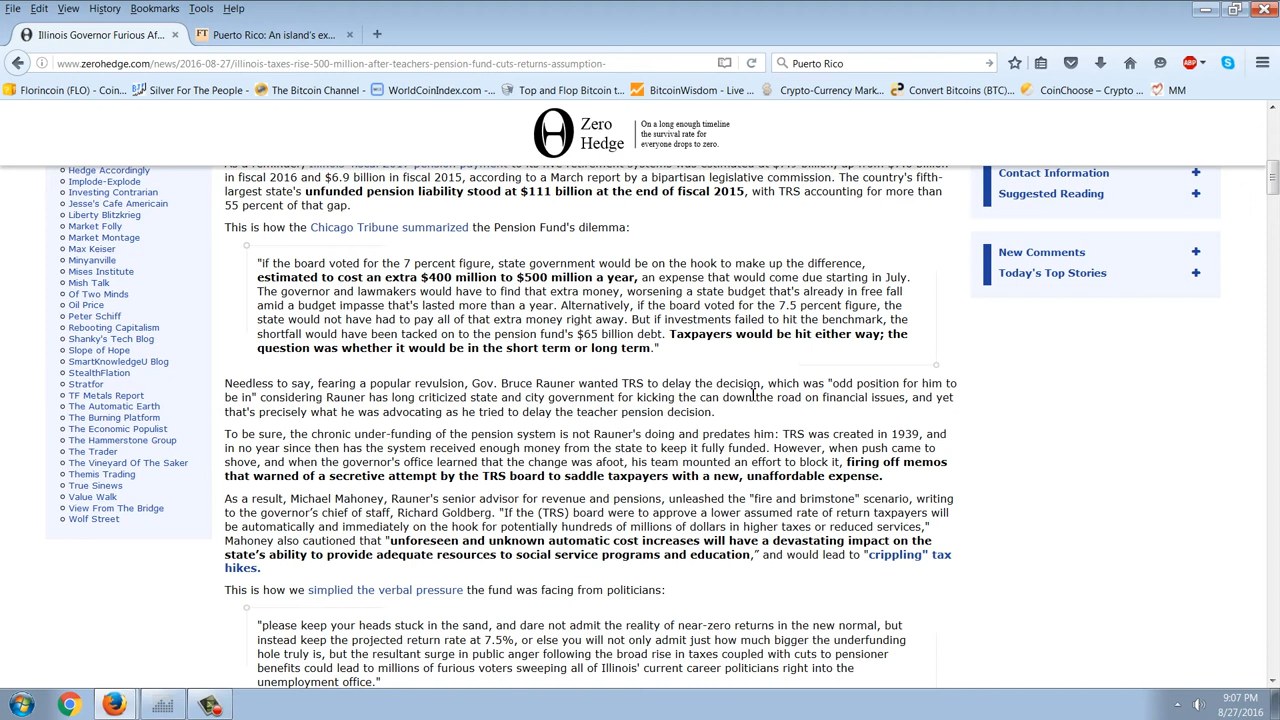 File Edit View History Bookmarks Tools Help
Illinois Governor Furious Af... × FT Puerto Rico: An island's ex... × +
www.zerohedge.com/news/2016-08-27/illinois-taxes-rise-500-million-after-teachers-pension-fund-cuts-returns-assumption-
Puerto Rico
ABP
Florincoin (FLO) - Coin... Silver For The People - ... The Bitcoin Channel - ... WorldCoinIndex.com -... Top and Flop Bitcoin t... BitcoinWisdom - Live ... Crypto-Currency Mark... Convert Bitcoins (BTC)... CoinChoose – Crypto ... MM
Zero
Hedge
On a long enough timeline
the survival rate for
everyone drops to zero.
Hedge Accordingly
Implode-Explode
Investing Contrarian
Jesse's Cafe Americain
Liberty Blitzkrieg
Market Folly
Market Montage
Max Keiser
Minyanville
Mises Institute
Mish Talk
Of Two Minds
Oil Price
Peter Schiff
Rebooting Capitalism
Shanky's Tech Blog
Slope of Hope
SmartKnowledgeU Blog
StealthFlation
Stratfor
TF Metals Report
The Automatic Earth
The Burning Platform
The Economic Populist
The Hammerstone Group
The Trader
The Vineyard Of The Saker
Themis Trading
True Sinews
Value Walk
View From The Bridge
Wolf Street
in fiscal 2016 and $6.9 billion in fiscal 2015, according to a March report by a bipartisan legislative commission. The country's fifth-
largest state's unfunded pension liability stood at $111 billion at the end of fiscal 2015, with TRS accounting for more than
55 percent of that gap.
This is how the Chicago Tribune summarized the Pension Fund's dilemma:
"if the board voted for the 7 percent figure, state government would be on the hook to make up the difference,
estimated to cost an extra $400 million to $500 million a year, an expense that would come due starting in July.
The governor and lawmakers would have to find that extra money, worsening a state budget that's already in free fall
amid a budget impasse that's lasted more than a year. Alternatively, if the board voted for the 7.5 percent figure, the
state would not have had to pay all of that extra money right away. But if investments failed to hit the benchmark, the
shortfall would have been tacked on to the pension fund's $65 billion debt. Taxpayers would be hit either way; the
question was whether it would be in the short term or long term."
Needless to say, fearing a popular revulsion, Gov. Bruce Rauner wanted TRS to delay the decision, which was "odd position for him to
be in" considering Rauner has long criticized state and city government for kicking the can down the road on financial issues, and yet
that's precisely what he was advocating as he tried to delay the teacher pension decision.
To be sure, the chronic under-funding of the pension system is not Rauner's doing and predates him: TRS was created in 1939, and
in no year since then has the system received enough money from the state to keep it fully funded. However, when push came to
shove, and when the governor's office learned that the change was afoot, his team mounted an effort to block it, firing off memos
that warned of a secretive attempt by the TRS board to saddle taxpayers with a new, unaffordable expense.
As a result, Michael Mahoney, Rauner's senior advisor for revenue and pensions, unleashed the "fire and brimstone" scenario, writing
to the governor’s chief of staff, Richard Goldberg. "If the (TRS) board were to approve a lower assumed rate of return taxpayers will
be automatically and immediately on the hook for potentially hundreds of millions of dollars in higher taxes or reduced services,"
Mahoney also cautioned that "unforeseen and unknown automatic cost increases will have a devastating impact on the
state’s ability to provide adequate resources to social service programs and education,” and would lead to "crippling" tax
hikes.
This is how we simplied the verbal pressure the fund was facing from politicians:
"please keep your heads stuck in the sand, and dare not admit the reality of near-zero returns in the new normal, but
instead keep the projected return rate at 7.5%, or else you will not only admit just how much bigger the underfunding
hole truly is, but the resultant surge in public anger following the broad rise in taxes coupled with cuts to pensioner
benefits could lead to millions of furious voters sweeping all of Illinois' current career politicians right into the
unemployment office."
Contact Information +
Suggested Reading +
New Comments +
Today's Top Stories +
9:07 PM
8/27/2016